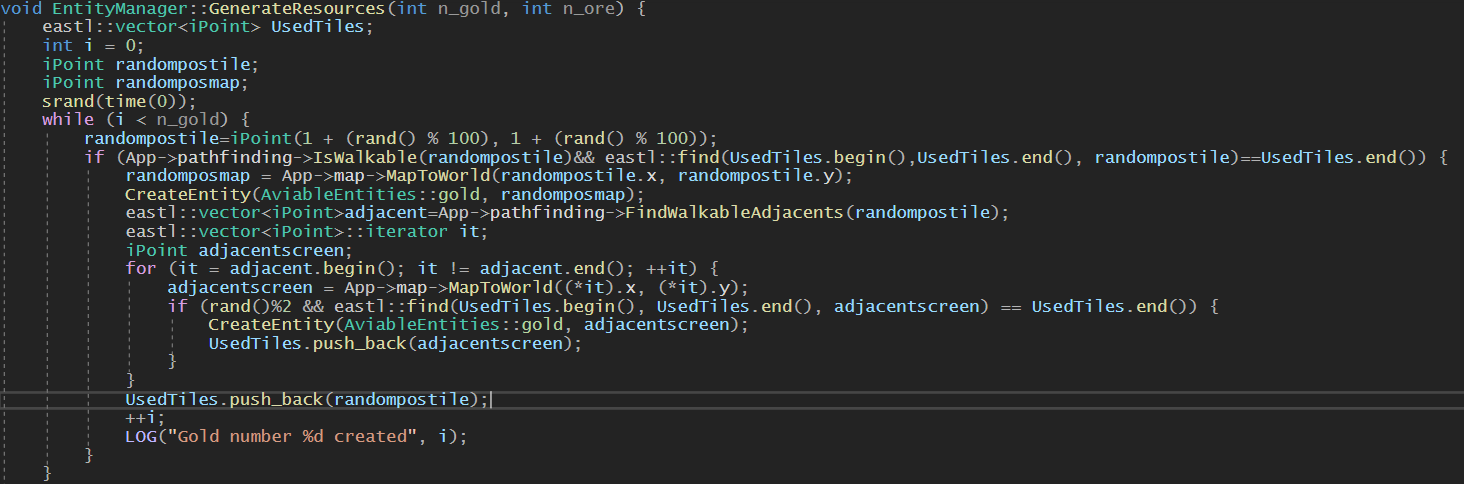 void EntityManager::GenerateResources(int n_gold, int n_ore) {
    eastl::vector<iPoint> UsedTiles;
    int i = 0;
    iPoint randompostile;
    iPoint randomposmap;
    srand(time(0));
    while (i < n_gold) {
        randompostile=iPoint(1 + (rand() % 100), 1 + (rand() % 100));
        if (App->pathfinding->IsWalkable(randompostile)&& eastl::find(UsedTiles.begin(),UsedTiles.end(), randompostile)==UsedTiles.end()) {
            randomposmap = App->map->MapToWorld(randompostile.x, randompostile.y);
            CreateEntity(AviableEntities::gold, randomposmap);
            eastl::vector<iPoint>adjacent=App->pathfinding->FindWalkableAdjacents(randompostile);
            eastl::vector<iPoint>::iterator it;
            iPoint adjacentscreen;
            for (it = adjacent.begin(); it != adjacent.end(); ++it) {
                adjacentscreen = App->map->MapToWorld((*it).x, (*it).y);
                if (rand()%2 && eastl::find(UsedTiles.begin(), UsedTiles.end(), adjacentscreen) == UsedTiles.end()) {
                    CreateEntity(AviableEntities::gold, adjacentscreen);
                    UsedTiles.push_back(adjacentscreen);
                }
            }
            UsedTiles.push_back(randompostile);
            ++i;
            LOG("Gold number %d created", i);
        }
    }